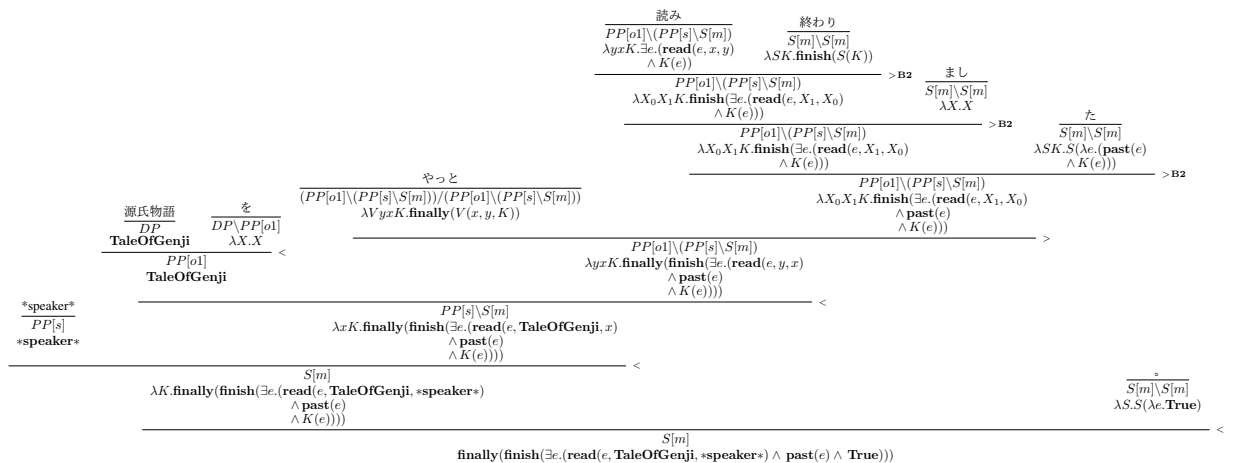 読み
PP[o1]\(PP[s]\S[m])
λyxK.∃e.(read(e, x, y)
∧ K(e))
終わり
S[m]\S[m]
λSK.finish(S(K))
>B2
PP[o1]\(PP[s]\S[m])
λX₀X₁K.finish(∃e.(read(e, X₁, X₀)
∧ K(e)))
まし
S[m]\S[m]
λX.X
>B2
PP[o1]\(PP[s]\S[m])
λX₀X₁K.finish(∃e.(read(e, X₁, X₀)
∧ K(e)))
た
S[m]\S[m]
λSK.S(λe.(past(e)
∧ K(e)))
>B2
やっと
(PP[o1]\(PP[s]\S[m]))/(PP[o1]\(PP[s]\S[m]))
λVyxK.finally(V(x, y, K))
PP[o1]\(PP[s]\S[m])
λX₀X₁K.finish(∃e.(read(e, X₁, X₀)
∧ past(e)
∧ K(e)))
>
源氏物語
DP
TaleOfGenji
を
DP\PP[o1]
λX.X
<
PP[o1]
TaleOfGenji
PP[o1]\(PP[s]\S[m])
λyxK.finally(finish(∃e.(read(e, y, x)
∧ past(e)
∧ K(e))))
<
*speaker*
PP[s]
*speaker*
PP[s]\S[m]
λxK.finally(finish(∃e.(read(e, TaleOfGenji, x)
∧ past(e)
∧ K(e))))
<
S[m]
λK.finally(finish(∃e.(read(e, TaleOfGenji, *speaker*)
∧ past(e)
∧ K(e))))
。
S[m]\S[m]
λS.S(λe.True)
<
S[m]
finally(finish(∃e.(read(e, TaleOfGenji, *speaker*) ∧ past(e) ∧ True)))